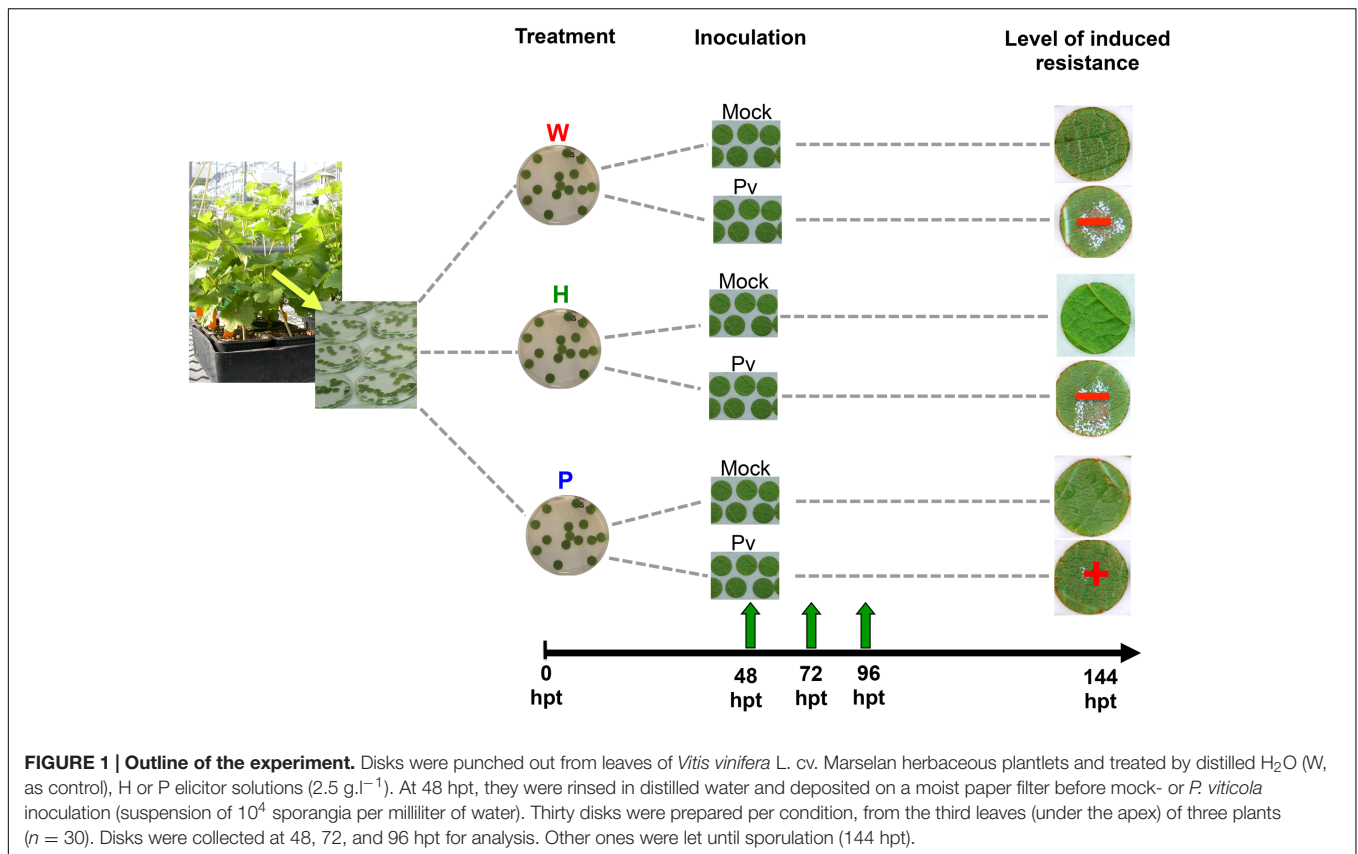 Treatment
Inoculation
Level of induced
resistance
W
Mock
Pv
H
Mock
Pv
P
Mock
Pv
0
hpt
48
hpt
72
hpt
96
hpt
144
hpt
FIGURE 1 | Outline of the experiment. Disks were punched out from leaves of Vitis vinifera L. cv. Marselan herbaceous plantlets and treated by distilled H₂O (W,
as control), H or P elicitor solutions (2.5 g.l⁻¹). At 48 hpt, they were rinsed in distilled water and deposited on a moist paper filter before mock- or P. viticola
inoculation (suspension of 10⁴ sporangia per milliliter of water). Thirty disks were prepared per condition, from the third leaves (under the apex) of three plants
(n = 30). Disks were collected at 48, 72, and 96 hpt for analysis. Other ones were let until sporulation (144 hpt).